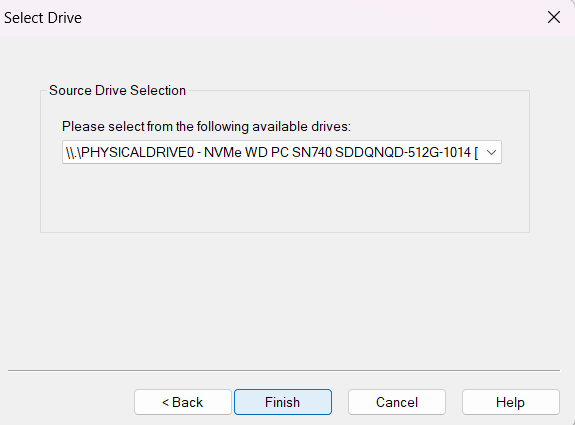 Select Drive
Source Drive Selection
Please select from the following available drives:
\\.\PHYSICALDRIVE0 - NVMe WD PC SN740 SDDQNQD-512G-1014 [
< Back
Finish
Cancel
Help